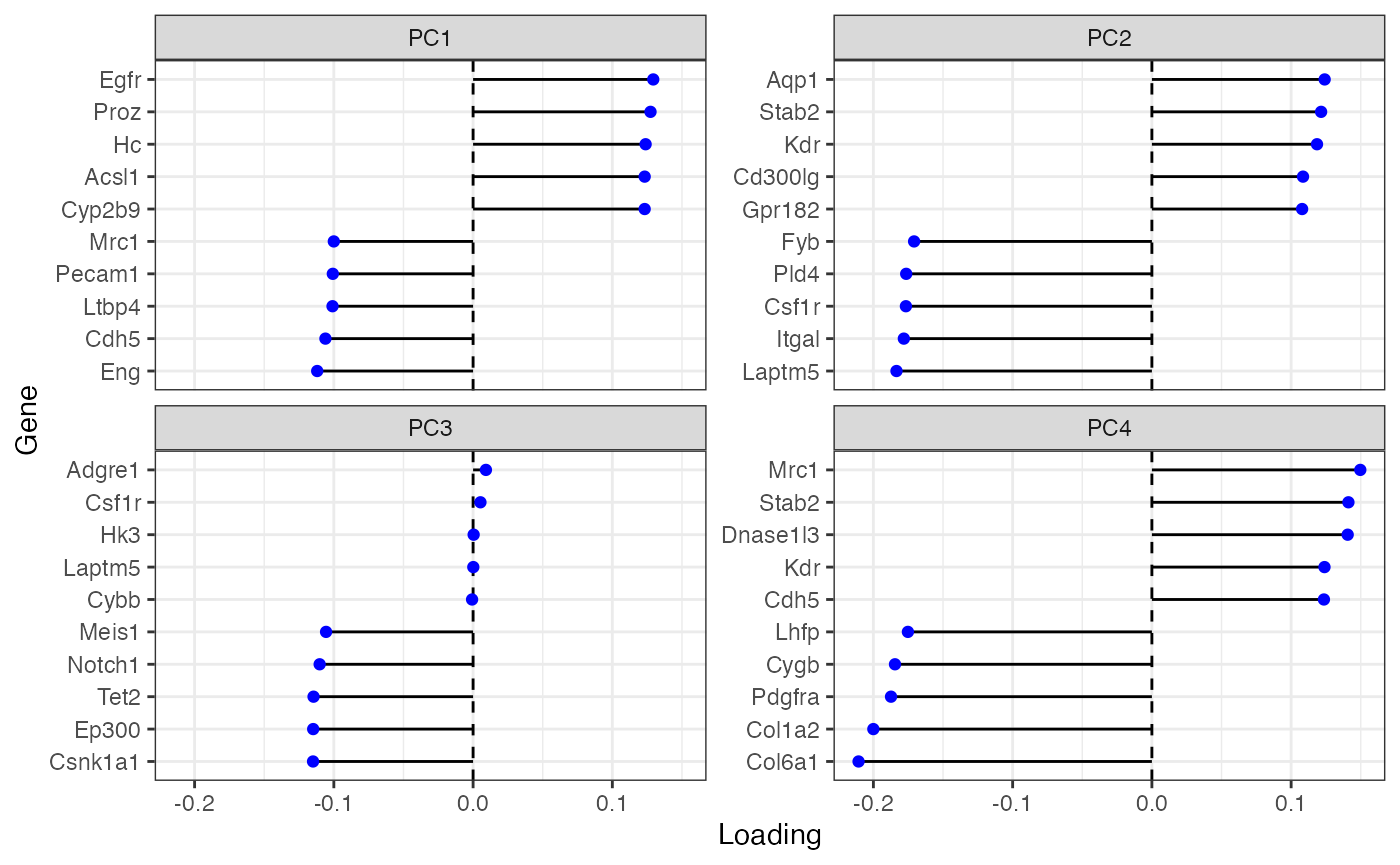 PC1
Egfr
Proz
Hc
Acsl1
Cyp2b9
Mrc1
Pecam1
Ltbp4
Cdh5
Eng
PC2
Aqp1
Stab2
Kdr
Cd300lg
Gpr182
Fyb
Pld4
Csf1r
Itgal
Laptm5
Gene
PC3
Adgre1
Csf1r
Hk3
Laptm5
Cybb
Meis1
Notch1
Tet2
Ep300
Csnk1a1
-0.2 -0.1 0.0 0.1
PC4
Mrc1
Stab2
Dnase1l3
Kdr
Cdh5
Lhfp
Cygb
Pdgfra
Col1a2
Col6a1
-0.2 -0.1 0.0 0.1
Loading